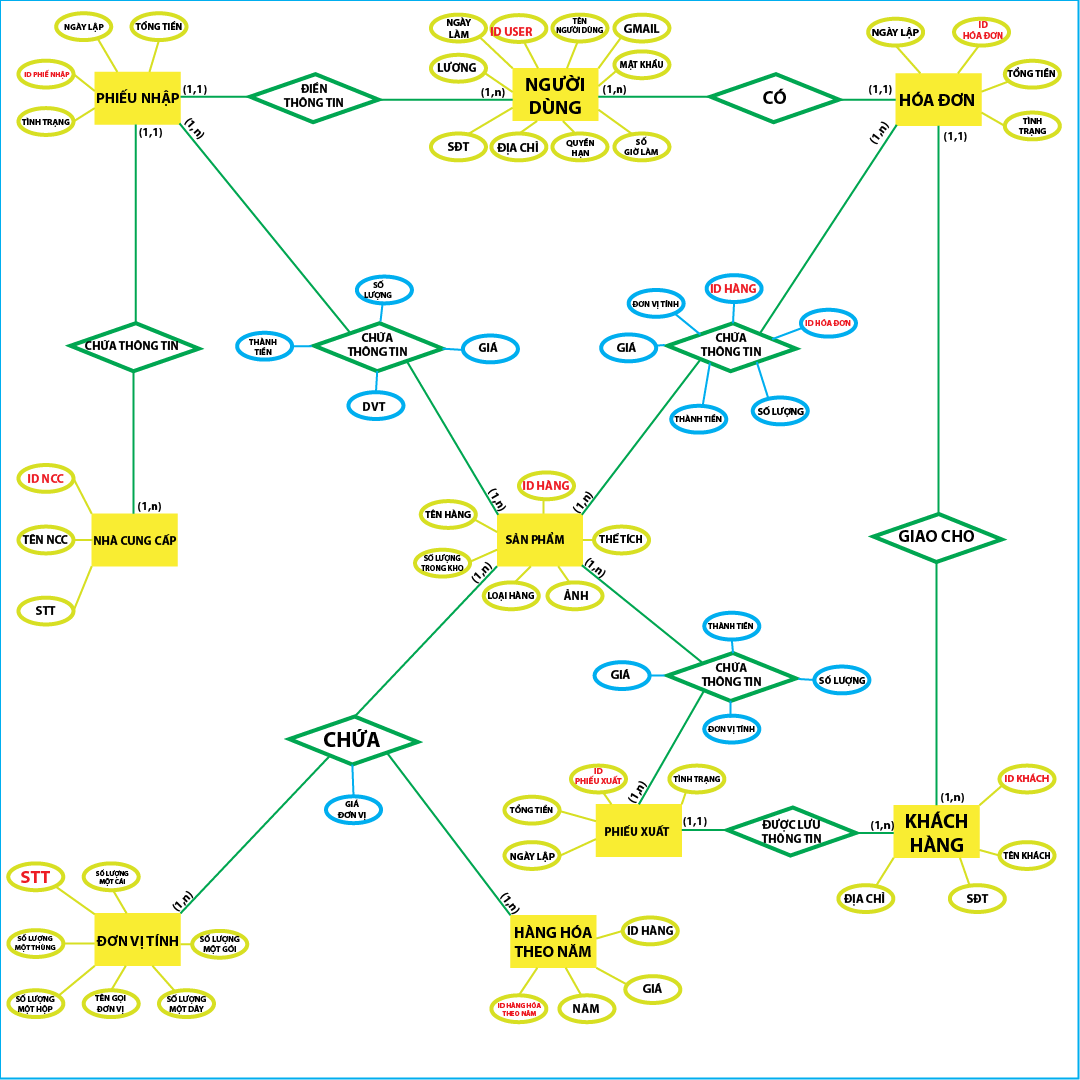 NGÀY LẬP
TỔNG TIỀN
ID PHIẾ NHẬP
PHIẾU NHẬP
TÌNH TRẠNG
(1,1)
(1,1)
(1,n)
ĐIỀN
THÔNG TIN
(1,n)
NGÀY
LÀM
ID USER
TÊN
NGƯỜI DÙNG
GMAIL
LƯƠNG
MẬT KHẨU
NGƯỜI
DÙNG
SĐT
ĐỊA CHỈ
QUYỀN
HẠN
SỐ
GIỜ LÀM
(1,n)
CÓ
(1,1)
NGÀY LẬP
ID
HÓA ĐƠN
TỔNG TIỀN
HÓA ĐƠN
TÌNH
TRẠNG
(1,n)
(1,1)
CHỨA THÔNG TIN
SỐ
LƯỢNG
THÀNH
TIỀN
CHỨA
THÔNG TIN
GIÁ
DVT
ĐƠN VỊ TÍNH
ID HÀNG
ID HÓA ĐƠN
GIÁ
CHỨA
THÔNG TIN
THÀNH TIỀN
SỐ LƯỢNG
ID NCC
(1,n)
TÊN NCC
NHÀ CUNG CẤP
STT
(1,n)
ID HÀNG
(1,n)
TÊN HÀNG
SẢN PHẨM
THỂ TÍCH
SỐ LƯỢNG
TRONG KHO
(1,n)
LOẠI HÀNG
ẢNH
(1,n)
GIAO CHO
THÀNH TIỀN
GIÁ
CHỨA
THÔNG TIN
SỐ LƯỢNG
ĐƠN VỊ TÍNH
CHỨA
GIÁ
ĐƠN VỊ
ID
PHIẾU XUẤT
TÌNH TRẠNG
(1,n)
TỔNG TIỀN
PHIẾU XUẤT
NGÀY LẬP
(1,1)
ĐƯỢC LƯU
THÔNG TIN
(1,n)
(1,n)
ID KHÁCH
KHÁCH
HÀNG
TÊN KHÁCH
ĐỊA CHỈ
SĐT
STT
SỐ LƯỢNG
MỘT CÁI
(1,n)
SỐ LƯỢNG
MỘT THÙNG
ĐƠN VỊ TÍNH
SỐ LƯỢNG
MỘT GÓI
SỐ LƯỢNG
MỘT HỘP
TÊN GỌI
ĐƠN VỊ
SỐ LƯỢNG
MỘT DÂY
(1,n)
HÀNG HÓA
THEO NĂM
ID HÀNG
GIÁ
ID HÀNG HÓA
THEO NĂM
NĂM